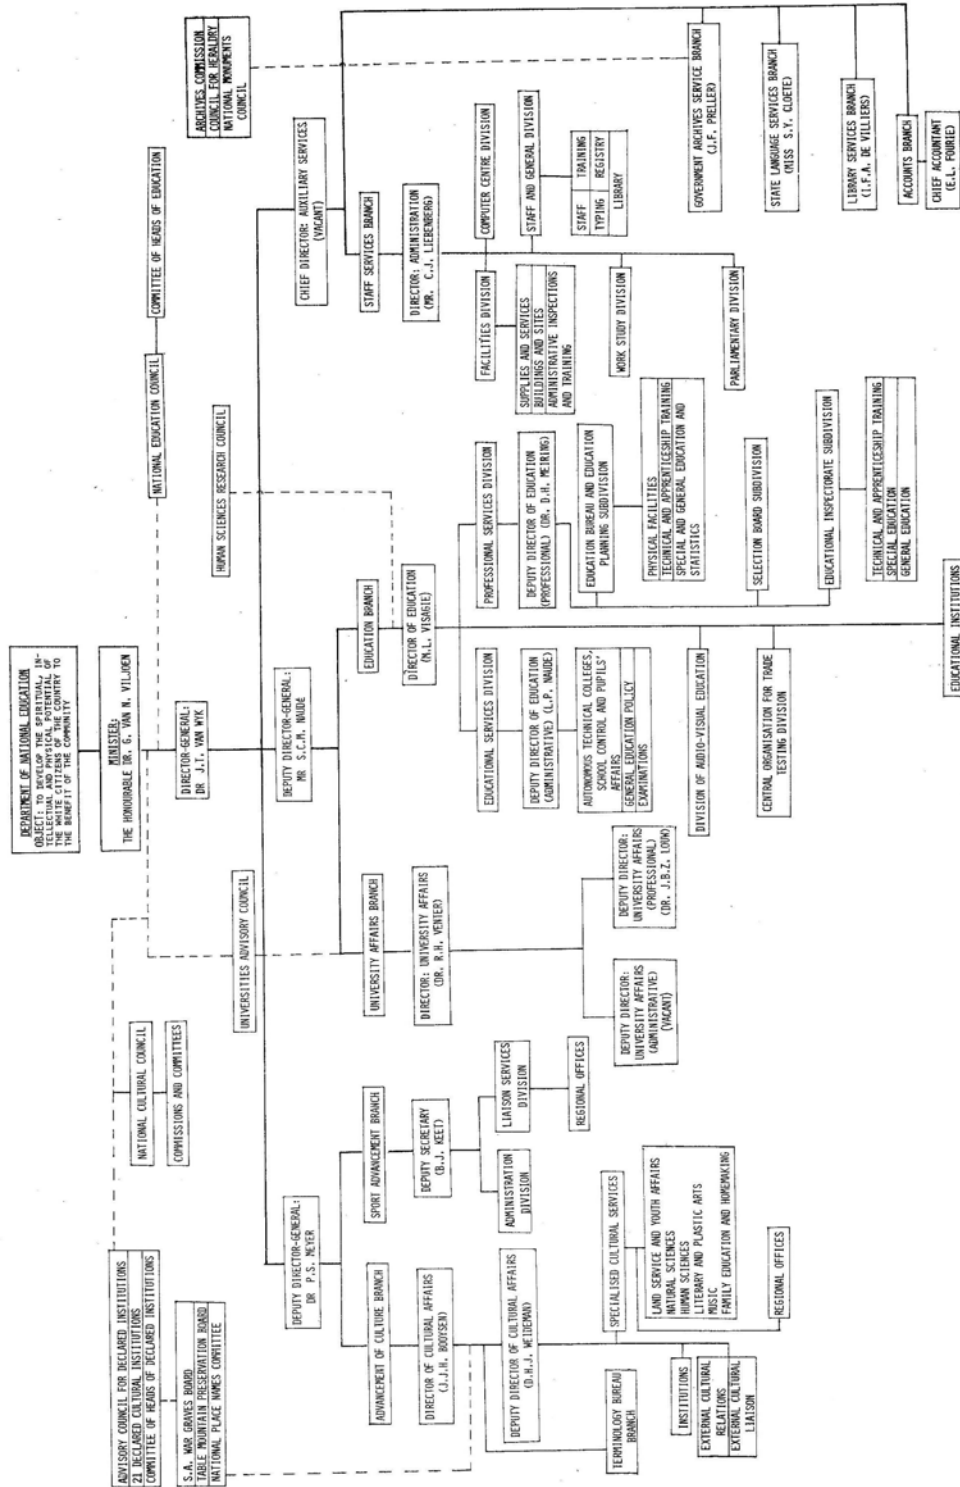 DEPARTMENT OF NATIONAL EDUCATION
OBJECT: TO DEVELOP THE SPIRITUAL, IN-
TELLECTUAL AND PHYSICAL POTENTIAL OF
THE WHITE CITIZENS OF THE COUNTRY TO
THE BENEFIT OF THE COMMUNITY
MINISTER:
THE HONOURABLE DR. G. VAN N. VILJOEN
DIRECTOR-GENERAL:
DR J.T. VAN WYK
ADVISORY COUNCIL FOR DECLARED INSTITUTIONS
21 DECLARED CULTURAL INSTITUTIONS
COMMITTEE OF HEADS OF DECLARED INSTITUTIONS
S.A. WAR GRAVES BOARD
TABLE MOUNTAIN PRESERVATION BOARD
NATIONAL PLACE NAMES COMMITTEE
NATIONAL CULTURAL COUNCIL
COMMISSIONS AND COMMITTEES
UNIVERSITIES ADVISORY COUNCIL
NATIONAL EDUCATION COUNCIL
COMMITTEE OF HEADS OF EDUCATION
HUMAN SCIENCES RESEARCH COUNCIL
ARCHIVES COMMISSION
COUNCIL FOR HERALDRY
NATIONAL MONUMENTS
COUNCIL
DEPUTY DIRECTOR-GENERAL:
DR P.S. MEYER
DEPUTY DIRECTOR-GENERAL:
MR S.C.M. NAUDÉ
CHIEF DIRECTOR: AUXILIARY SERVICES
(VACANT)
ADVANCEMENT OF CULTURE BRANCH
DIRECTOR OF CULTURAL AFFAIRS
(J.J.H. BOOYSEN)
DEPUTY DIRECTOR OF CULTURAL AFFAIRS
(D.H.J. WEIDEMAN)
TERMINOLOGY BUREAU
BRANCH
SPECIALISED CULTURAL SERVICES
LAND SERVICE AND YOUTH AFFAIRS
NATURAL SCIENCES
HUMAN SCIENCES
LITERARY AND PLASTIC ARTS
MUSIC
FAMILY EDUCATION AND HOMEMAKING
REGIONAL OFFICES
INSTITUTIONS
EXTERNAL CULTURAL
RELATIONS
EXTERNAL CULTURAL
LIAISON
SPORT ADVANCEMENT BRANCH
DEPUTY SECRETARY
(B.J. KEET)
ADMINISTRATION
DIVISION
LIAISON SERVICES
DIVISION
REGIONAL OFFICES
UNIVERSITY AFFAIRS BRANCH
DIRECTOR: UNIVERSITY AFFAIRS
(DR. R.H. VENTER)
DEPUTY DIRECTOR:
UNIVERSITY AFFAIRS
(ADMINISTRATIVE)
(VACANT)
DEPUTY DIRECTOR:
UNIVERSITY AFFAIRS
(PROFESSIONAL)
(DR. J.B.Z. LOUW)
EDUCATION BRANCH
DIRECTOR OF EDUCATION
(M.L. VISAGIE)
EDUCATIONAL SERVICES DIVISION
DEPUTY DIRECTOR OF EDUCATION
(ADMINISTRATIVE) (L.P. NAUDE)
AUTONOMOUS TECHNICAL COLLEGES,
SCHOOL CONTROL AND PUPILS'
AFFAIRS
GENERAL EDUCATION POLICY
EXAMINATIONS
PROFESSIONAL SERVICES DIVISION
DEPUTY DIRECTOR OF EDUCATION
(PROFESSIONAL) (DR. D.H. MEIRING)
EDUCATION BUREAU AND EDUCATION
PLANNING SUBDIVISION
PHYSICAL FACILITIES
TECHNICAL AND APPRENTICESHIP TRAINING
SPECIAL AND GENERAL EDUCATION AND
STATISTICS
SELECTION BOARD SUBDIVISION
EDUCATIONAL INSPECTORATE SUBDIVISION
TECHNICAL AND APPRENTICESHIP TRAINING
SPECIAL EDUCATION
GENERAL EDUCATION
DIVISION OF AUDIO-VISUAL EDUCATION
CENTRAL ORGANISATION FOR TRADE
TESTING DIVISION
EDUCATIONAL INSTITUTIONS
STAFF SERVICES BRANCH
DIRECTOR: ADMINISTRATION
(MR. C.J. LIEBENBERG)
FACILITIES DIVISION
SUPPLIES AND SERVICES
BUILDINGS AND SITES
ADMINISTRATIVE INSPECTIONS
AND TRAINING
COMPUTER CENTRE DIVISION
STAFF AND GENERAL DIVISION
STAFF TRAINING
TYPING REGISTRY
LIBRARY
WORK STUDY DIVISION
PARLIAMENTARY DIVISION
GOVERNMENT ARCHIVES SERVICE BRANCH
(J.F. PRELLER)
STATE LANGUAGE SERVICES BRANCH
(MISS S.Y. CLOETE)
LIBRARY SERVICES BRANCH
(I.F.A. DE VILLIERS)
ACCOUNTS BRANCH
CHIEF ACCOUNTANT
(E.L. FOURIE)